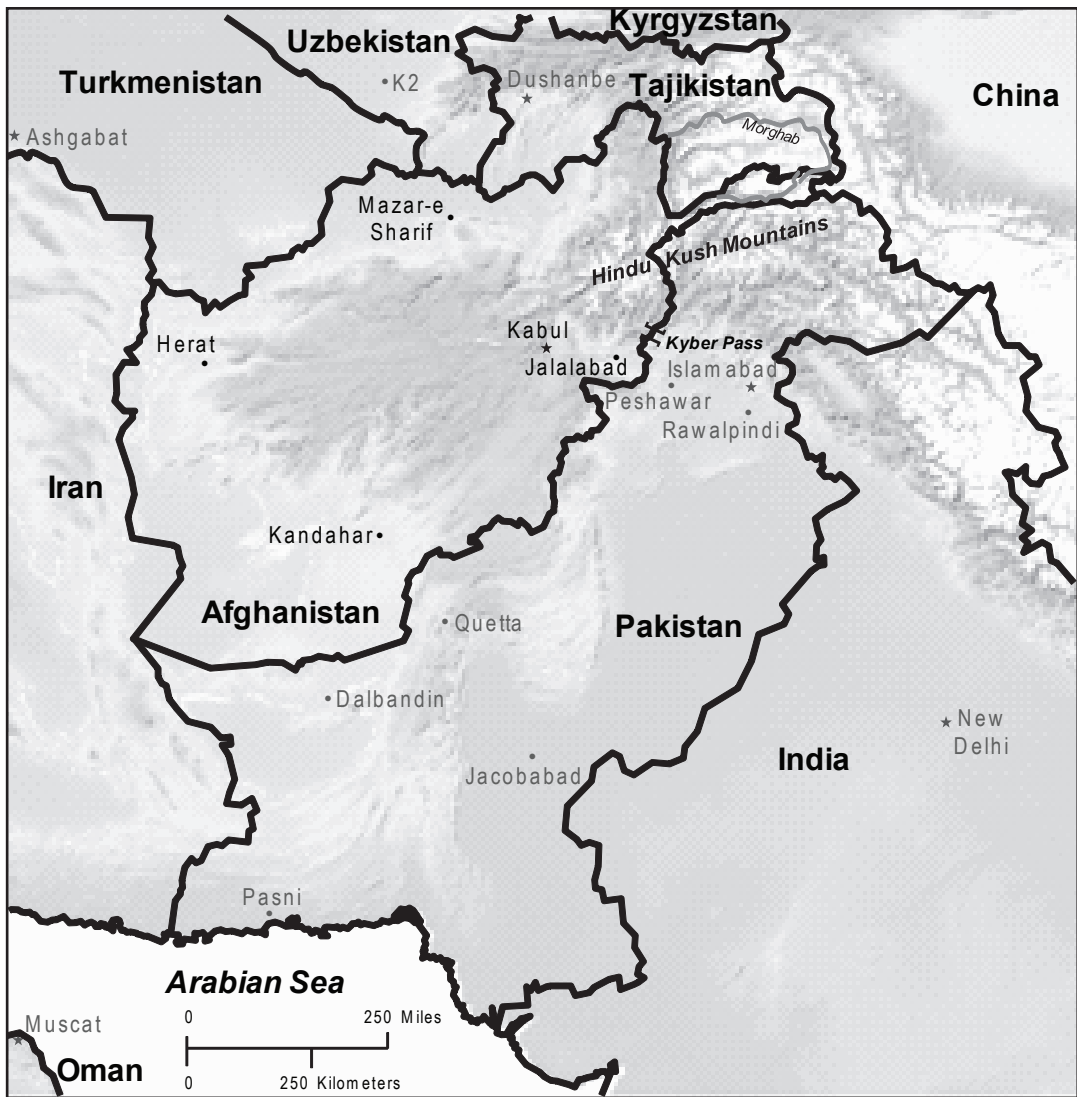 Kyrgyzstan
Uzbekistan
Turkmenistan
K2
Dushanbe
Tajikistan
China
Ashgabat
Morghab
Mazar-e
Sharif
Hindu Kush Mountains
Herat
Kabul
Jalalabad
Kyber Pass
Islamabad
Peshawar
Rawalpindi
Iran
Kandahar
Afghanistan
Quetta
Pakistan
Dalbandin
New
Delhi
India
Jacobabad
Pasni
Arabian Sea
0 250 Miles
0 250 Kilometers
Muscat
Oman